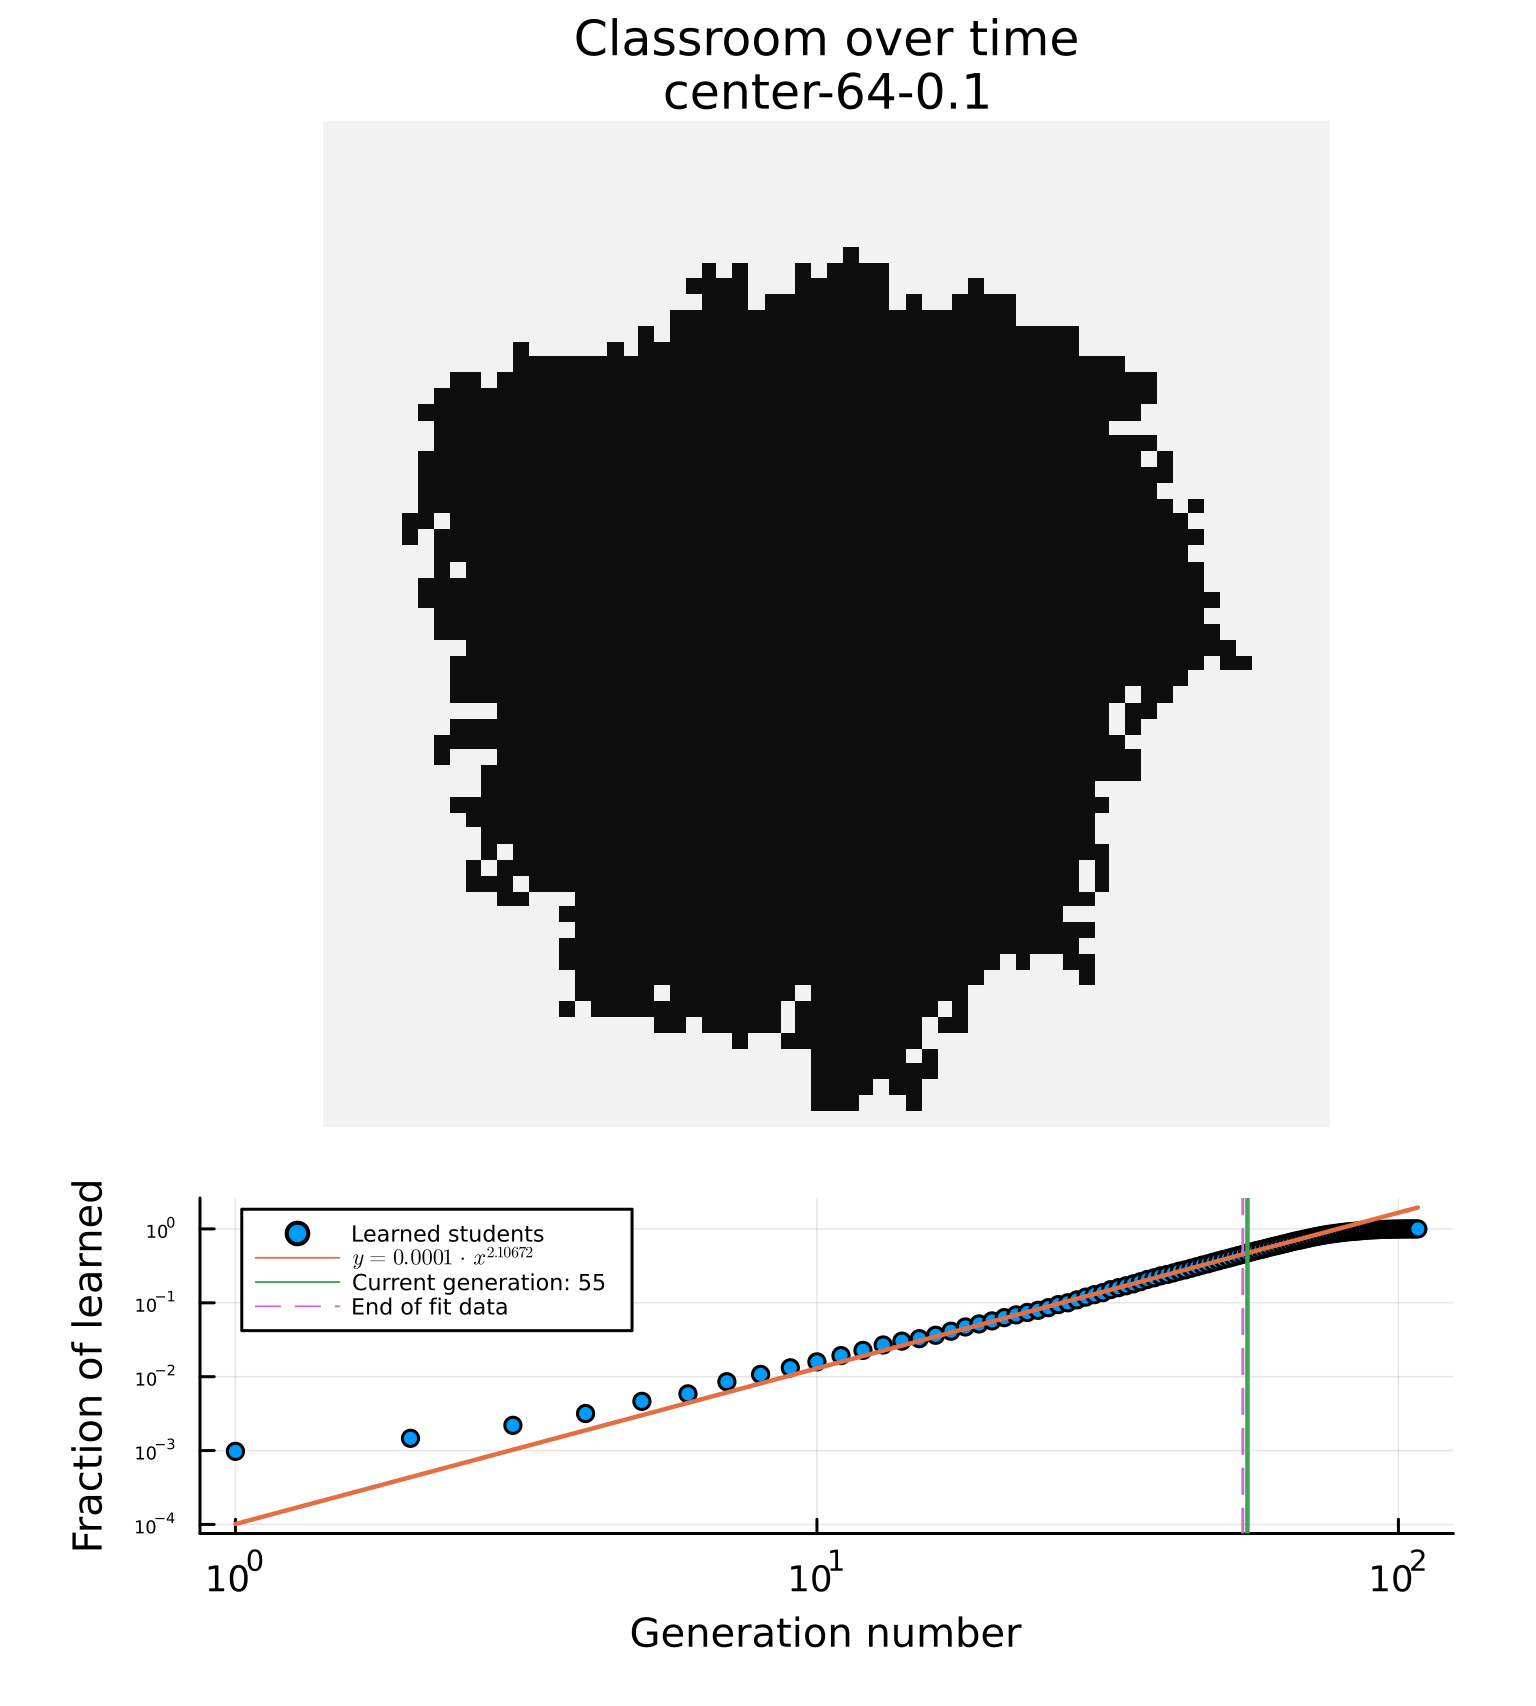 Classroom over time
center-64-0.1
Fraction of learned
10^0
10^-1
10^-2
10^-3
10^-4
Learned students
y = 0.0001 · x^2.10672
Current generation: 55
End of fit data
10^0 10^1 10^2
Generation number